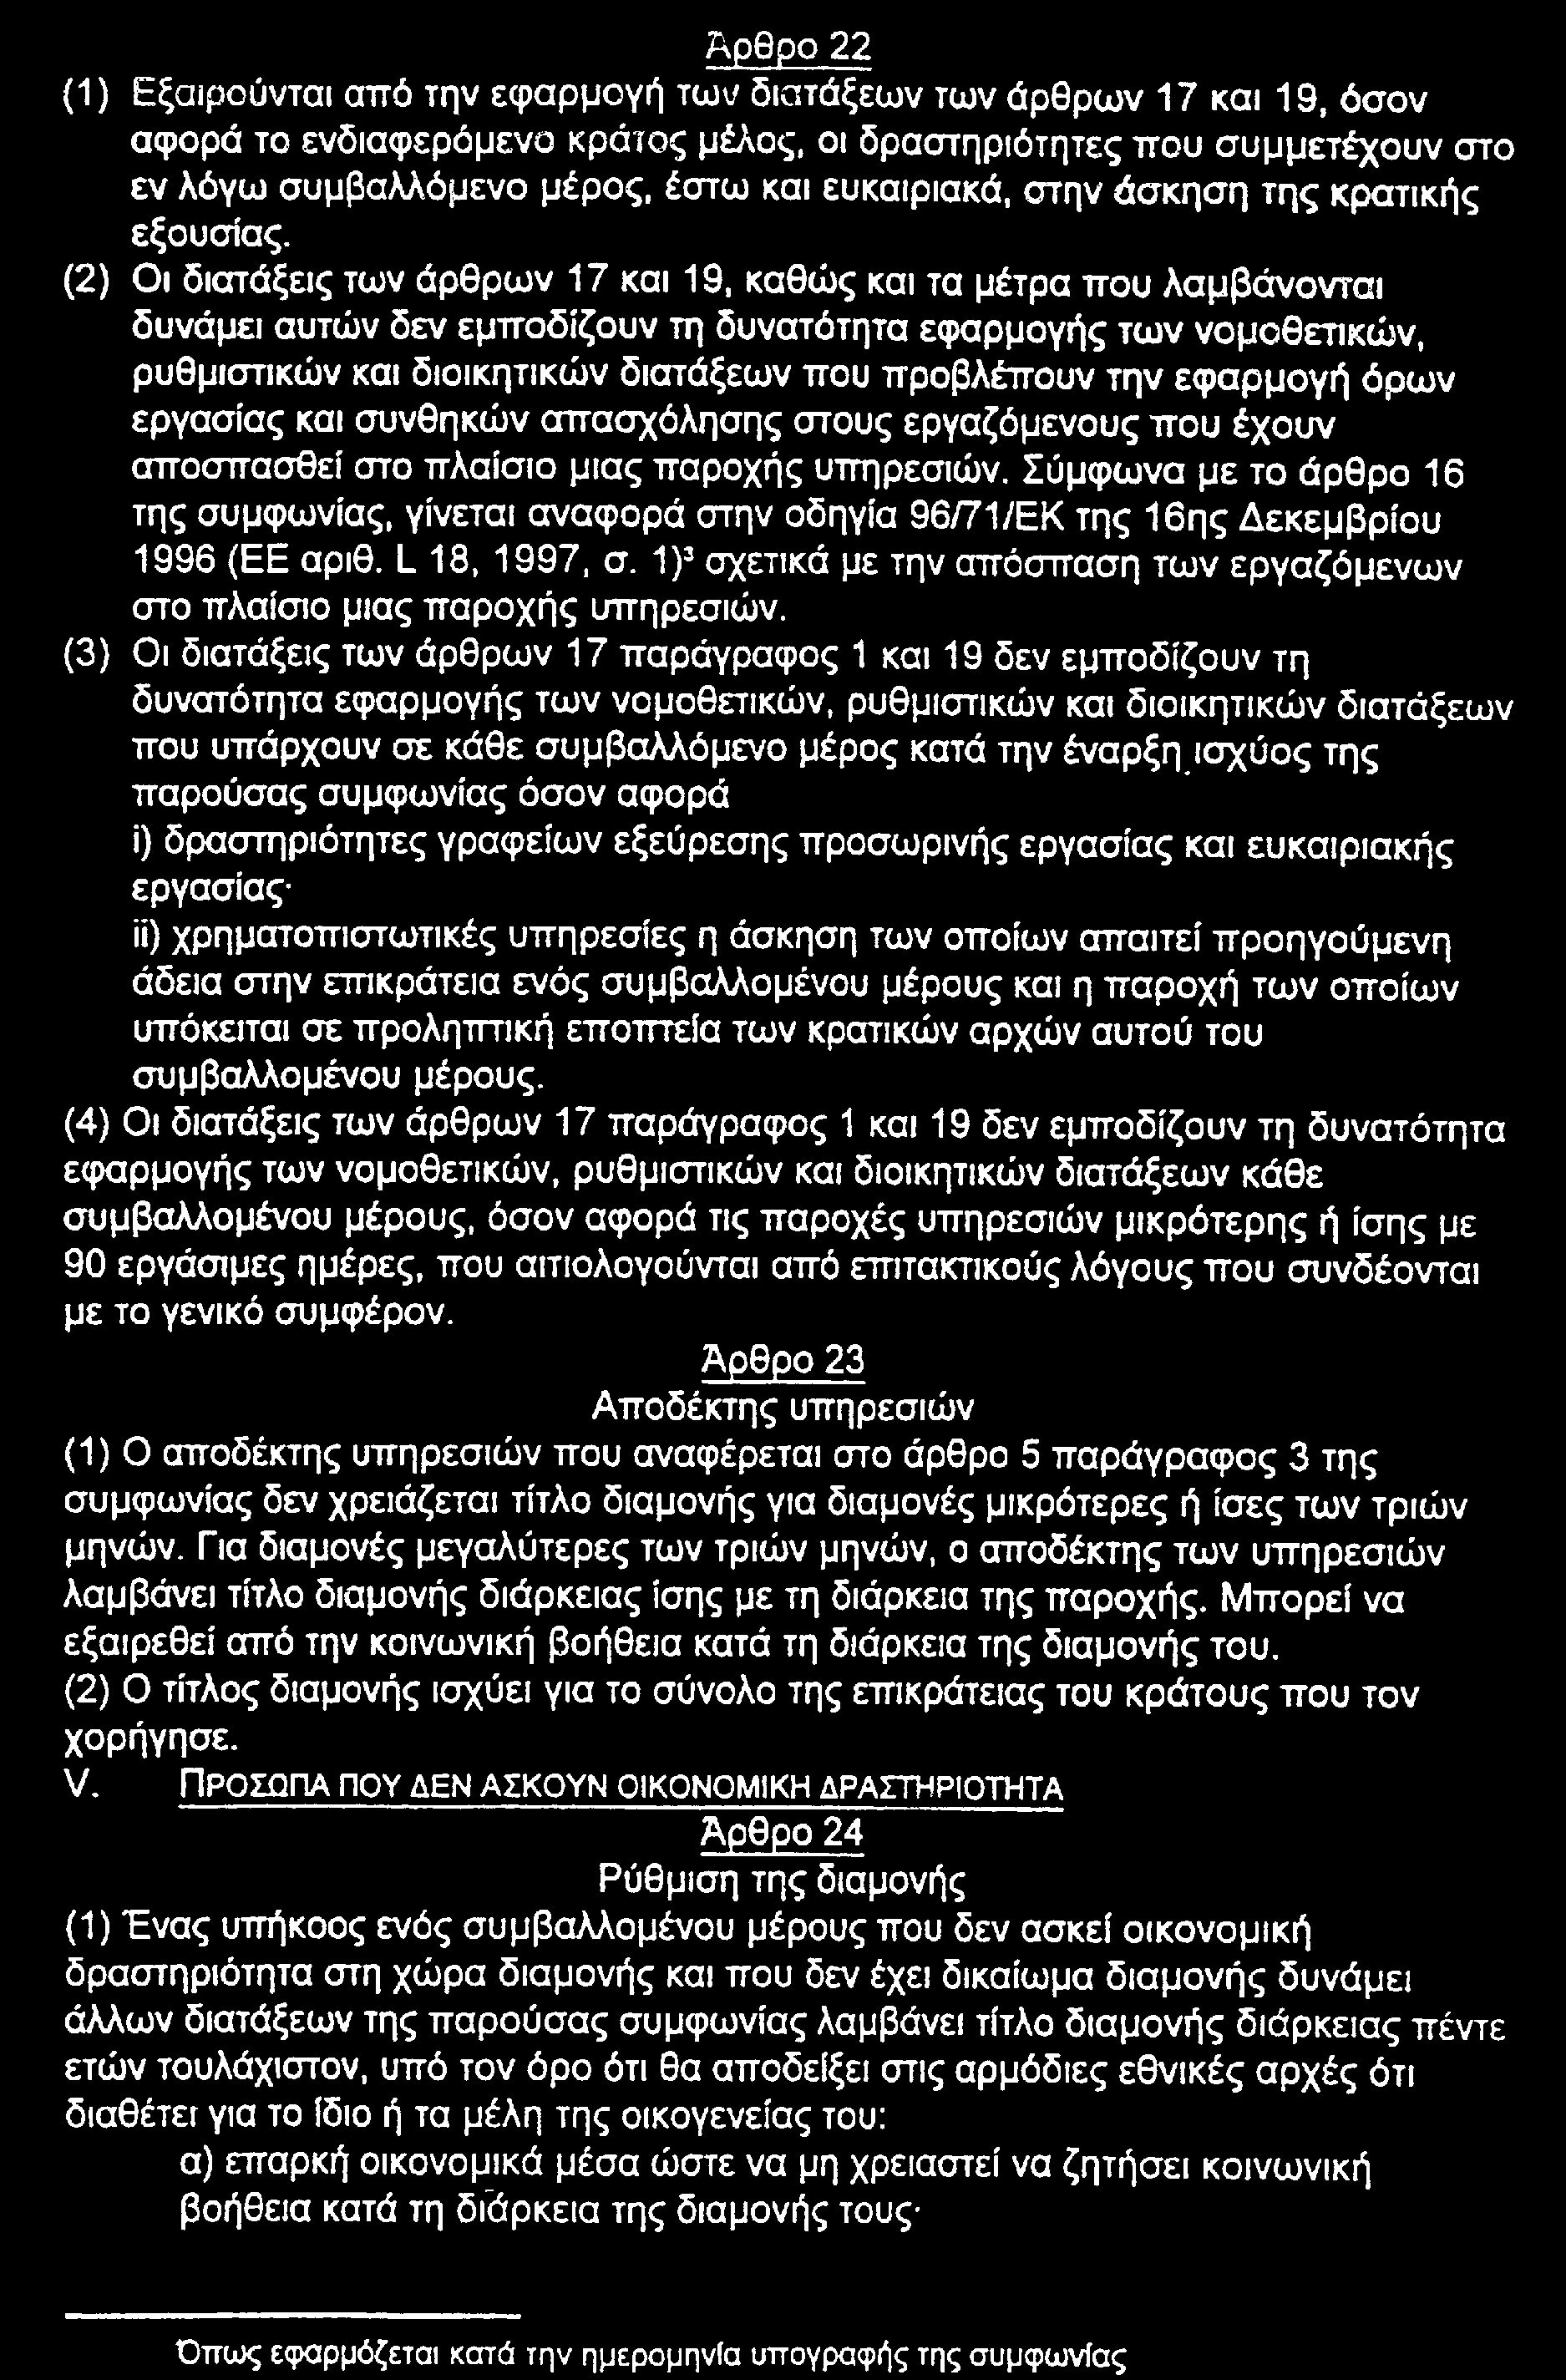 Άρθρο 22
(1) Εξαιρούνται από την εφαρμογή των διατάξεων των άρθρων 17 και 19, όσον
αφορά το ενδιαφερόμενο κράτος μέλος, οι δραστηριότητες που συμμετέχουν στο
εν λόγω συμβαλλόμενο μέρος, έστω και ευκαιριακά, στην άσκηση της κρατικής
εξουσίας.
(2) Οι διατάξεις των άρθρων 17 και 19, καθώς και τα μέτρα που λαμβάνονται
δυνάμει αυτών δεν εμποδίζουν τη δυνατότητα εφαρμογής των νομοθετικών,
ρυθμιστικών και διοικητικών διατάξεων που προβλέπουν την εφαρμογή όρων
εργασίας και συνθηκών απασχόλησης στους εργαζόμενους που έχουν
αποσπασθεί στο πλαίσιο μιας παροχής υπηρεσιών. Σύμφωνα με το άρθρο 16
της συμφωνίας, γίνεται αναφορά στην οδηγία 96/71/ΕΚ της 16ης Δεκεμβρίου
1996 (ΕΕ αριθ. L 18, 1997, σ. 1)³ σχετικά με την απόσπαση των εργαζόμενων
στο πλαίσιο μιας παροχής υπηρεσιών.
(3) Οι διατάξεις των άρθρων 17 παράγραφος 1 και 19 δεν εμποδίζουν τη
δυνατότητα εφαρμογής των νομοθετικών, ρυθμιστικών και διοικητικών διατάξεων
που υπάρχουν σε κάθε συμβαλλόμενο μέρος κατά την έναρξη ισχύος της
παρούσας συμφωνίας όσον αφορά
i) δραστηριότητες γραφείων εξεύρεσης προσωρινής εργασίας και ευκαιριακής
εργασίας·
ii) χρηματοπιστωτικές υπηρεσίες η άσκηση των οποίων απαιτεί προηγούμενη
άδεια στην επικράτεια ενός συμβαλλομένου μέρους και η παροχή των οποίων
υπόκειται σε προληπτική εποπτεία των κρατικών αρχών αυτού του
συμβαλλομένου μέρους.
(4) Οι διατάξεις των άρθρων 17 παράγραφος 1 και 19 δεν εμποδίζουν τη δυνατότητα
εφαρμογής των νομοθετικών, ρυθμιστικών και διοικητικών διατάξεων κάθε
συμβαλλομένου μέρους, όσον αφορά τις παροχές υπηρεσιών μικρότερης ή ίσης με
90 εργάσιμες ημέρες, που αιτιολογούνται από επιτακτικούς λόγους που συνδέονται
με το γενικό συμφέρον.
Άρθρο 23
Αποδέκτης υπηρεσιών
(1) Ο αποδέκτης υπηρεσιών που αναφέρεται στο άρθρο 5 παράγραφος 3 της
συμφωνίας δεν χρειάζεται τίτλο διαμονής για διαμονές μικρότερες ή ίσες των τριών
μηνών. Για διαμονές μεγαλύτερες των τριών μηνών, ο αποδέκτης των υπηρεσιών
λαμβάνει τίτλο διαμονής διάρκειας ίσης με τη διάρκεια της παροχής. Μπορεί να
εξαιρεθεί από την κοινωνική βοήθεια κατά τη διάρκεια της διαμονής του.
(2) Ο τίτλος διαμονής ισχύει για το σύνολο της επικράτειας του κράτους που τον
χορήγησε.
V. ΠΡΟΣΩΠΑ ΠΟΥ ΔΕΝ ΑΣΚΟΥΝ ΟΙΚΟΝΟΜΙΚΗ ΔΡΑΣΤΗΡΙΟΤΗΤΑ
Άρθρο 24
Ρύθμιση της διαμονής
(1) Ένας υπήκοος ενός συμβαλλομένου μέρους που δεν ασκεί οικονομική
δραστηριότητα στη χώρα διαμονής και που δεν έχει δικαίωμα διαμονής δυνάμει
άλλων διατάξεων της παρούσας συμφωνίας λαμβάνει τίτλο διαμονής διάρκειας πέντε
ετών τουλάχιστον, υπό τον όρο ότι θα αποδείξει στις αρμόδιες εθνικές αρχές ότι
διαθέτει για το ίδιο ή τα μέλη της οικογενείας του:
α) επαρκή οικονομικά μέσα ώστε να μη χρειαστεί να ζητήσει κοινωνική
βοήθεια κατά τη διάρκεια της διαμονής τους·
Όπως εφαρμόζεται κατά την ημερομηνία υπογραφής της συμφωνίας